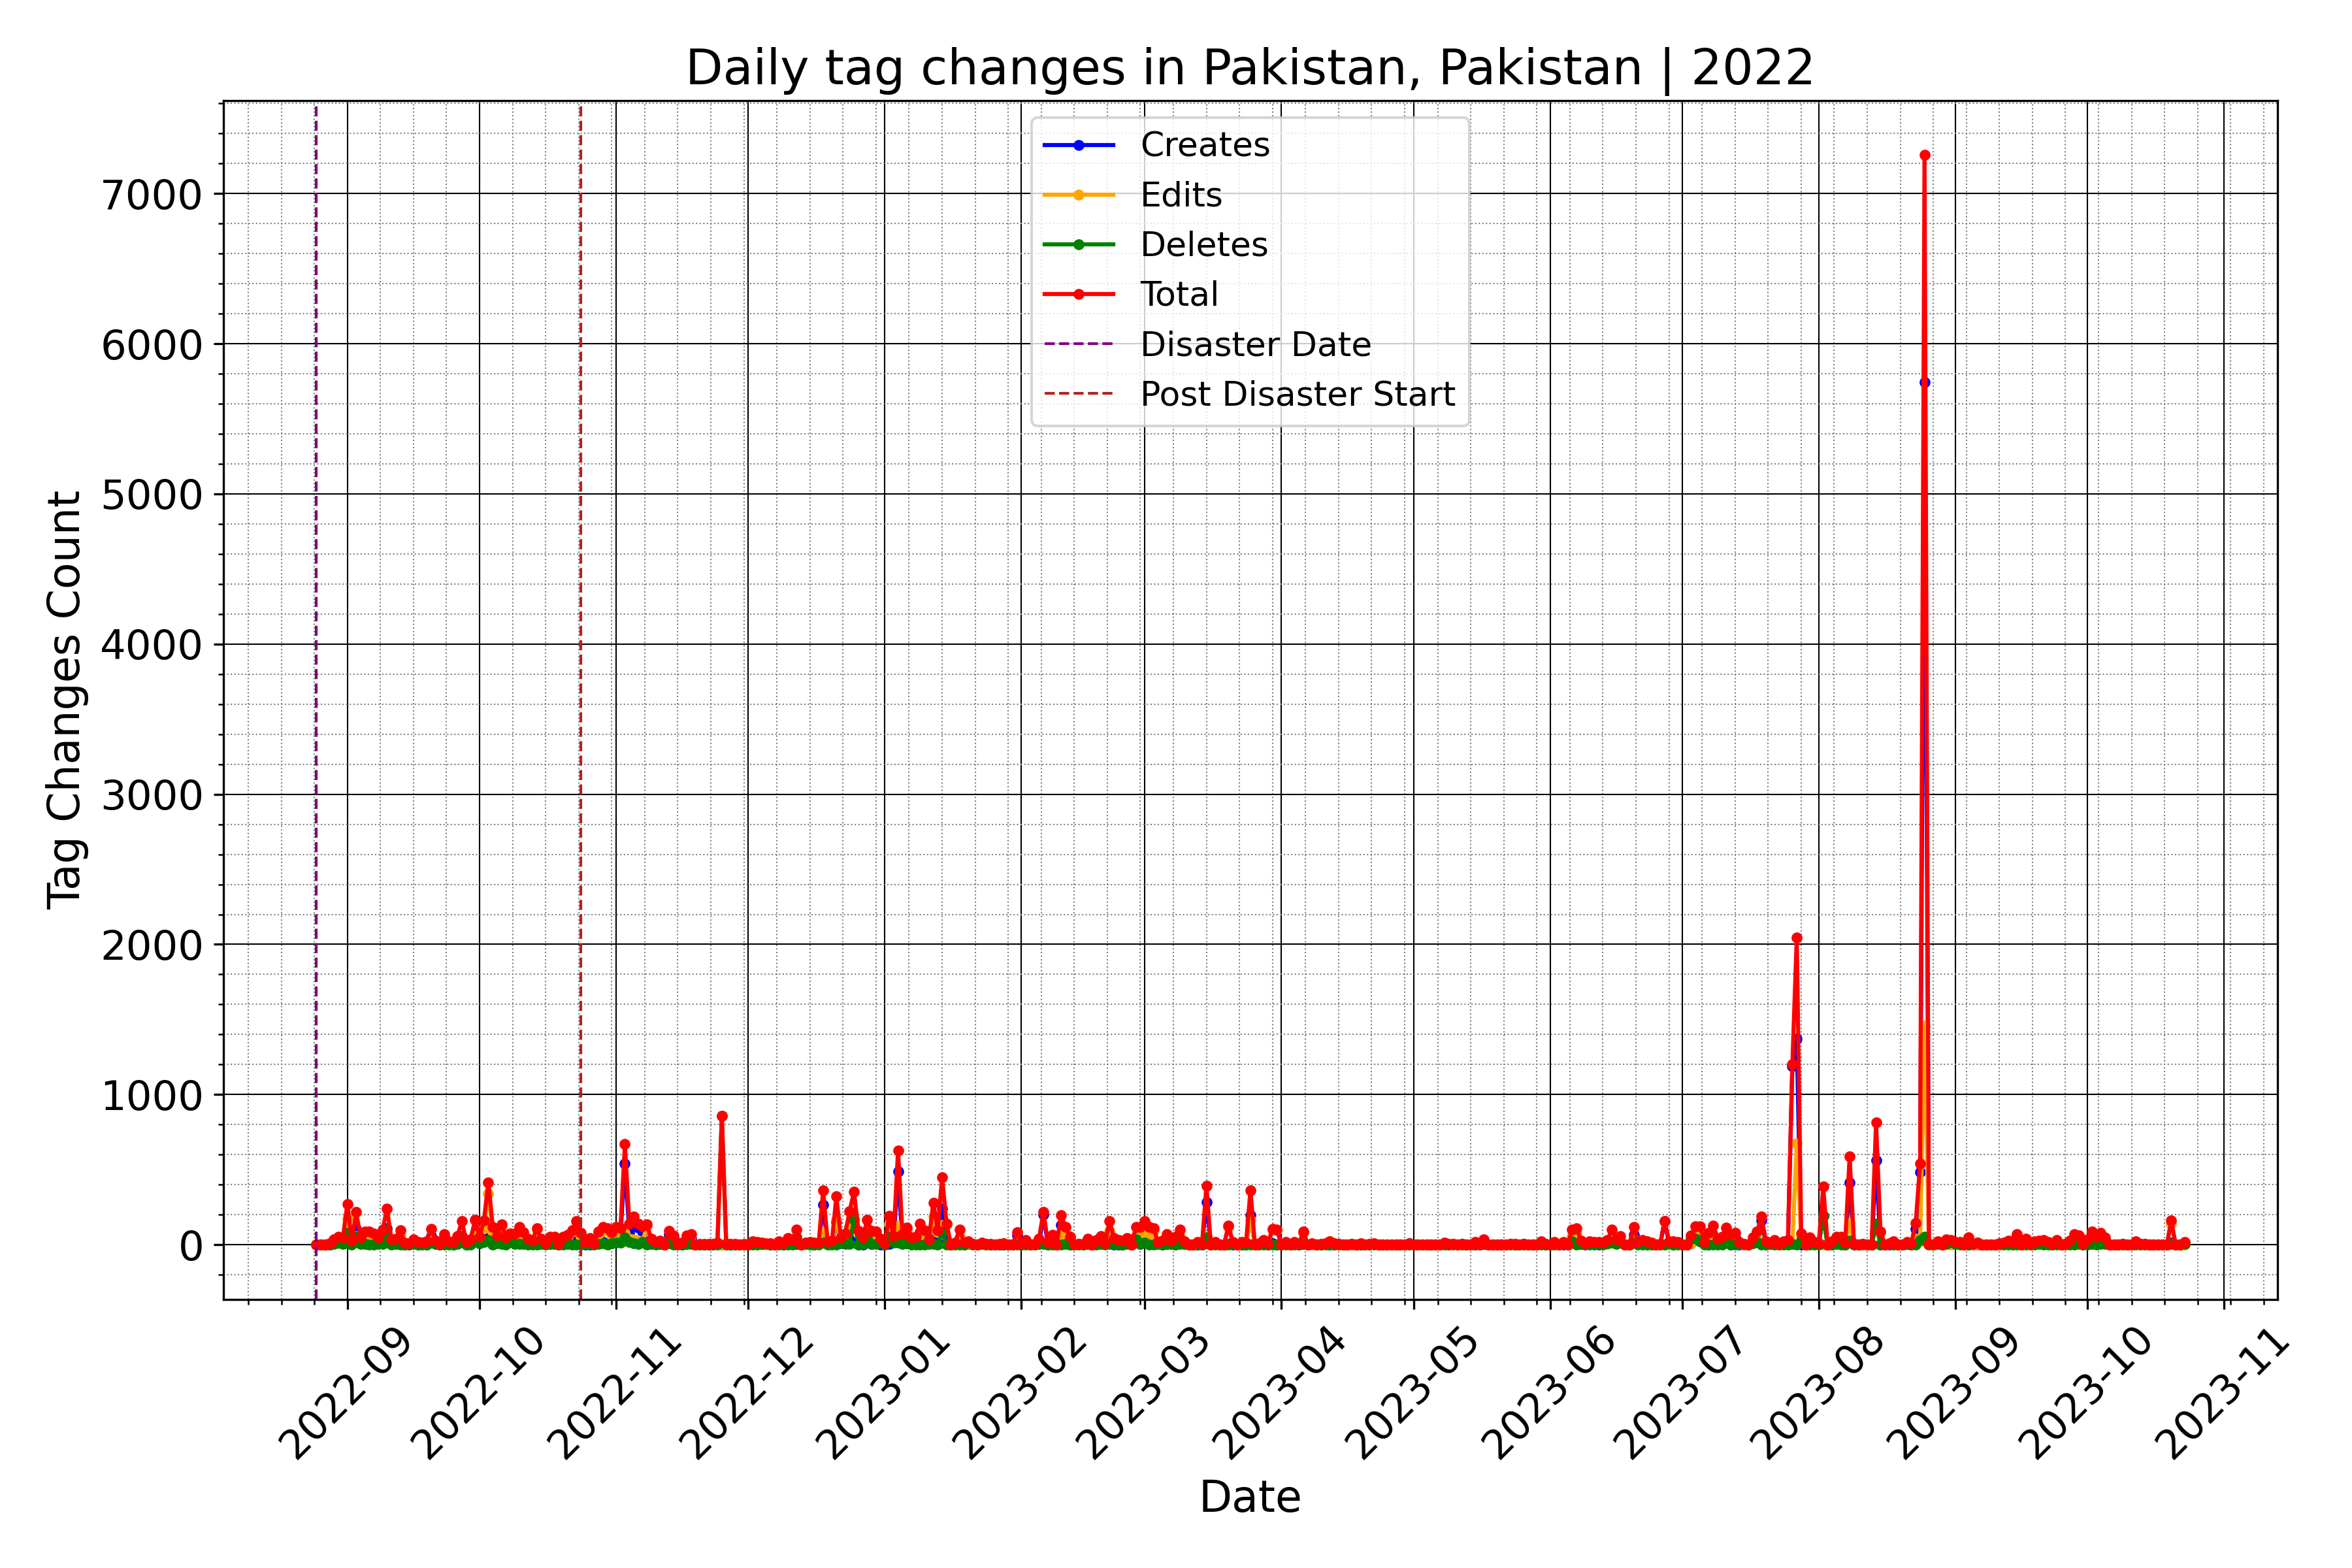 Daily tag changes in Pakistan, Pakistan | 2022
Creates
Edits
Deletes
Total
Disaster Date
Post Disaster Start
Tag Changes Count
7000
6000
5000
4000
3000
2000
1000
0
2022-09
2022-10
2022-11
2022-12
2023-01
2023-02
2023-03
2023-04
2023-05
2023-06
2023-07
2023-08
2023-09
2023-10
2023-11
Date